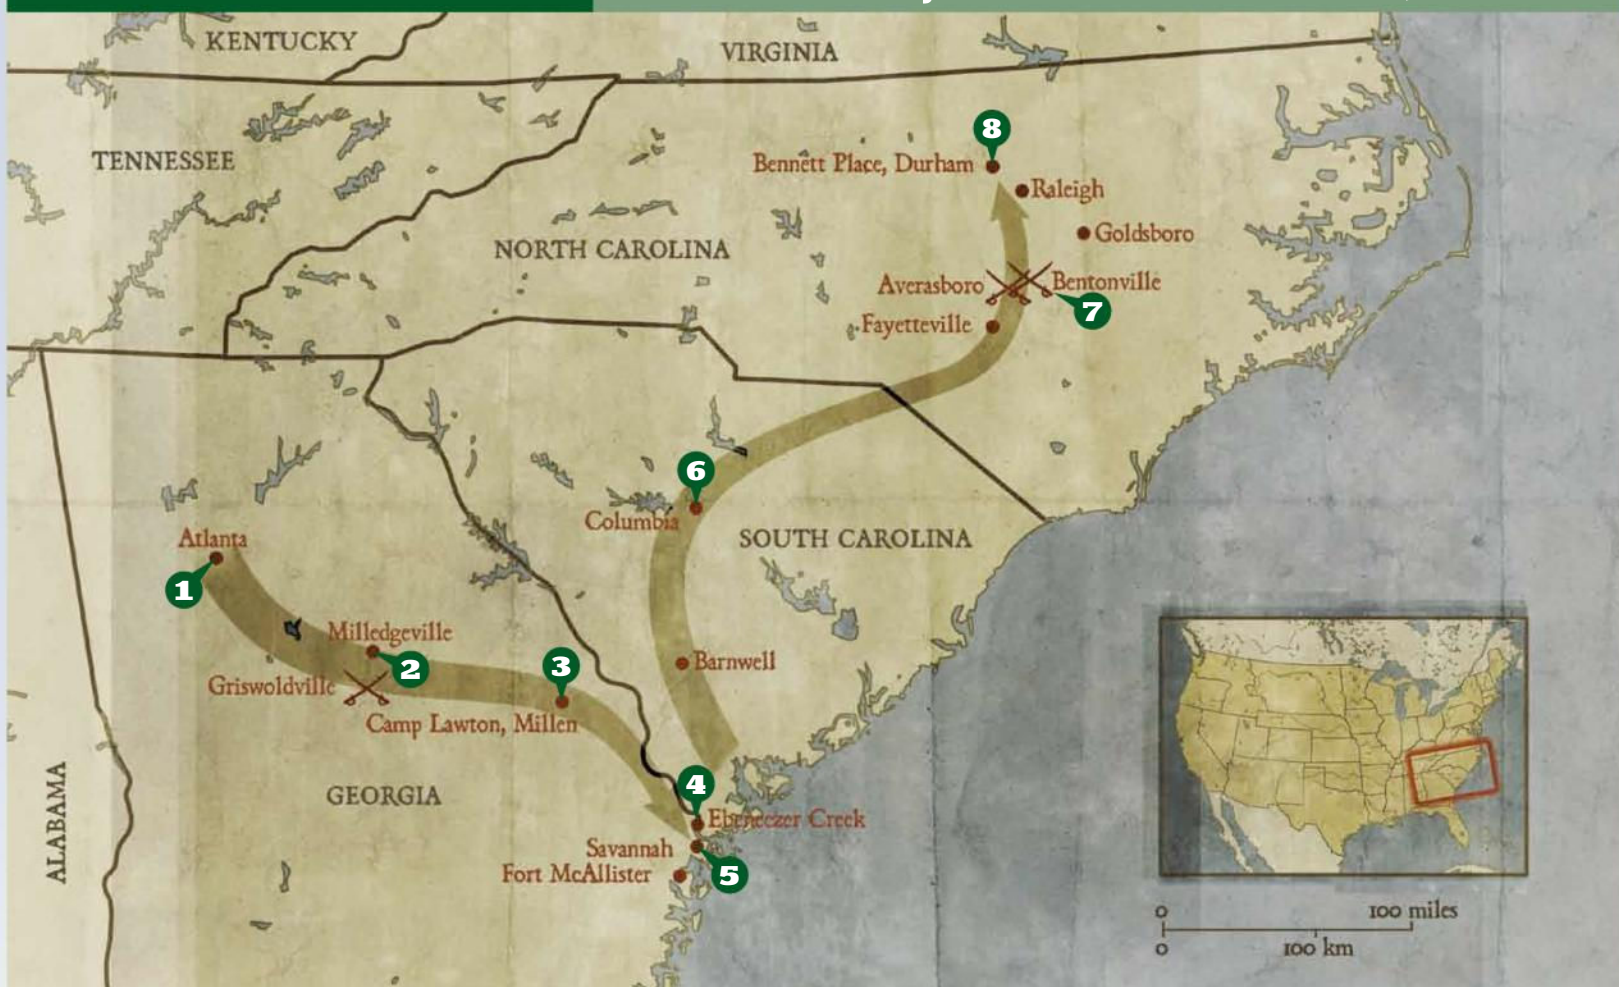 KENTUCKY
VIRGINIA
TENNESSEE
8
Bennett Place, Durham
Raleigh
Goldsboro
NORTH CAROLINA
Averasboro
Bentonville
7
Fayetteville
6
Columbia
SOUTH CAROLINA
Atlanta
1
Milledgeville
2
3
Barnwell
Griswoldville
Camp Lawton, Millen
4
GEORGIA
ALABAMA
Ebeneezer Creek
Savannah
Fort McAllister
5
0
100 miles
0
100 km